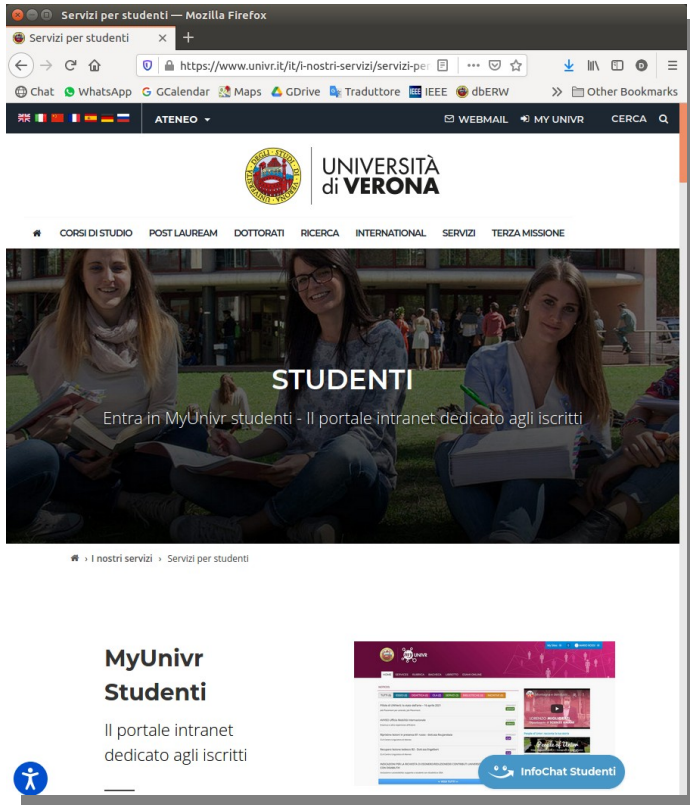 Servizi per studenti — Mozilla Firefox
Servizi per studenti
https://www.univr.it/it/i-nostri-servizi/servizi-per
Chat WhatsApp GCalendar Maps GDrive Traduttore IEEE dbERW Other Bookmarks
ATENEO WEBMAIL MY UNIVR CERCA
UNIVERSITÀ
di VERONA
CORSI DI STUDIO POST LAUREAM DOTTORATI RICERCA INTERNATIONAL SERVIZI TERZA MISSIONE
STUDENTI
Entra in MyUnivr studenti - Il portale intranet dedicato agli iscritti
› I nostri servizi › Servizi per studenti
MyUnivr
Studenti
Il portale intranet
dedicato agli iscritti
MY UNIVR
InfoChat Studenti